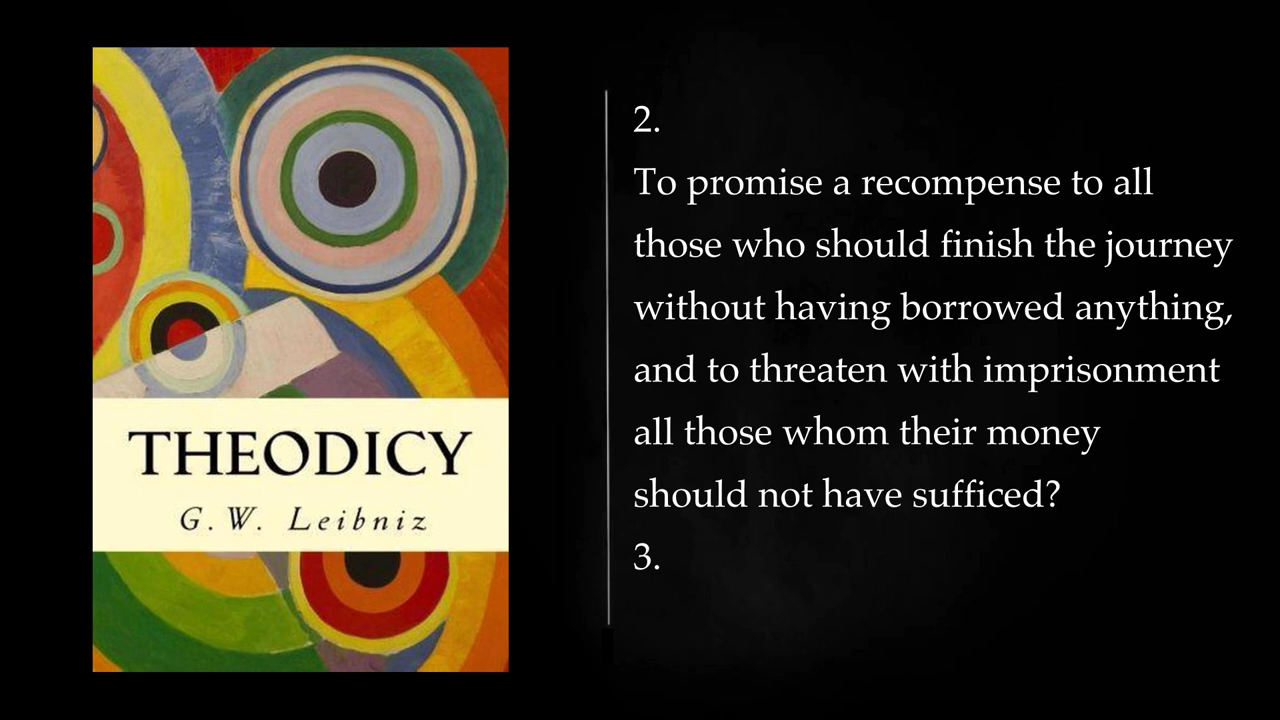 THEODICY
G. W. Leibniz
2.
To promise a recompense to all
those who should finish the journey
without having borrowed anything,
and to threaten with imprisonment
all those whom their money
should not have sufficed?
3.